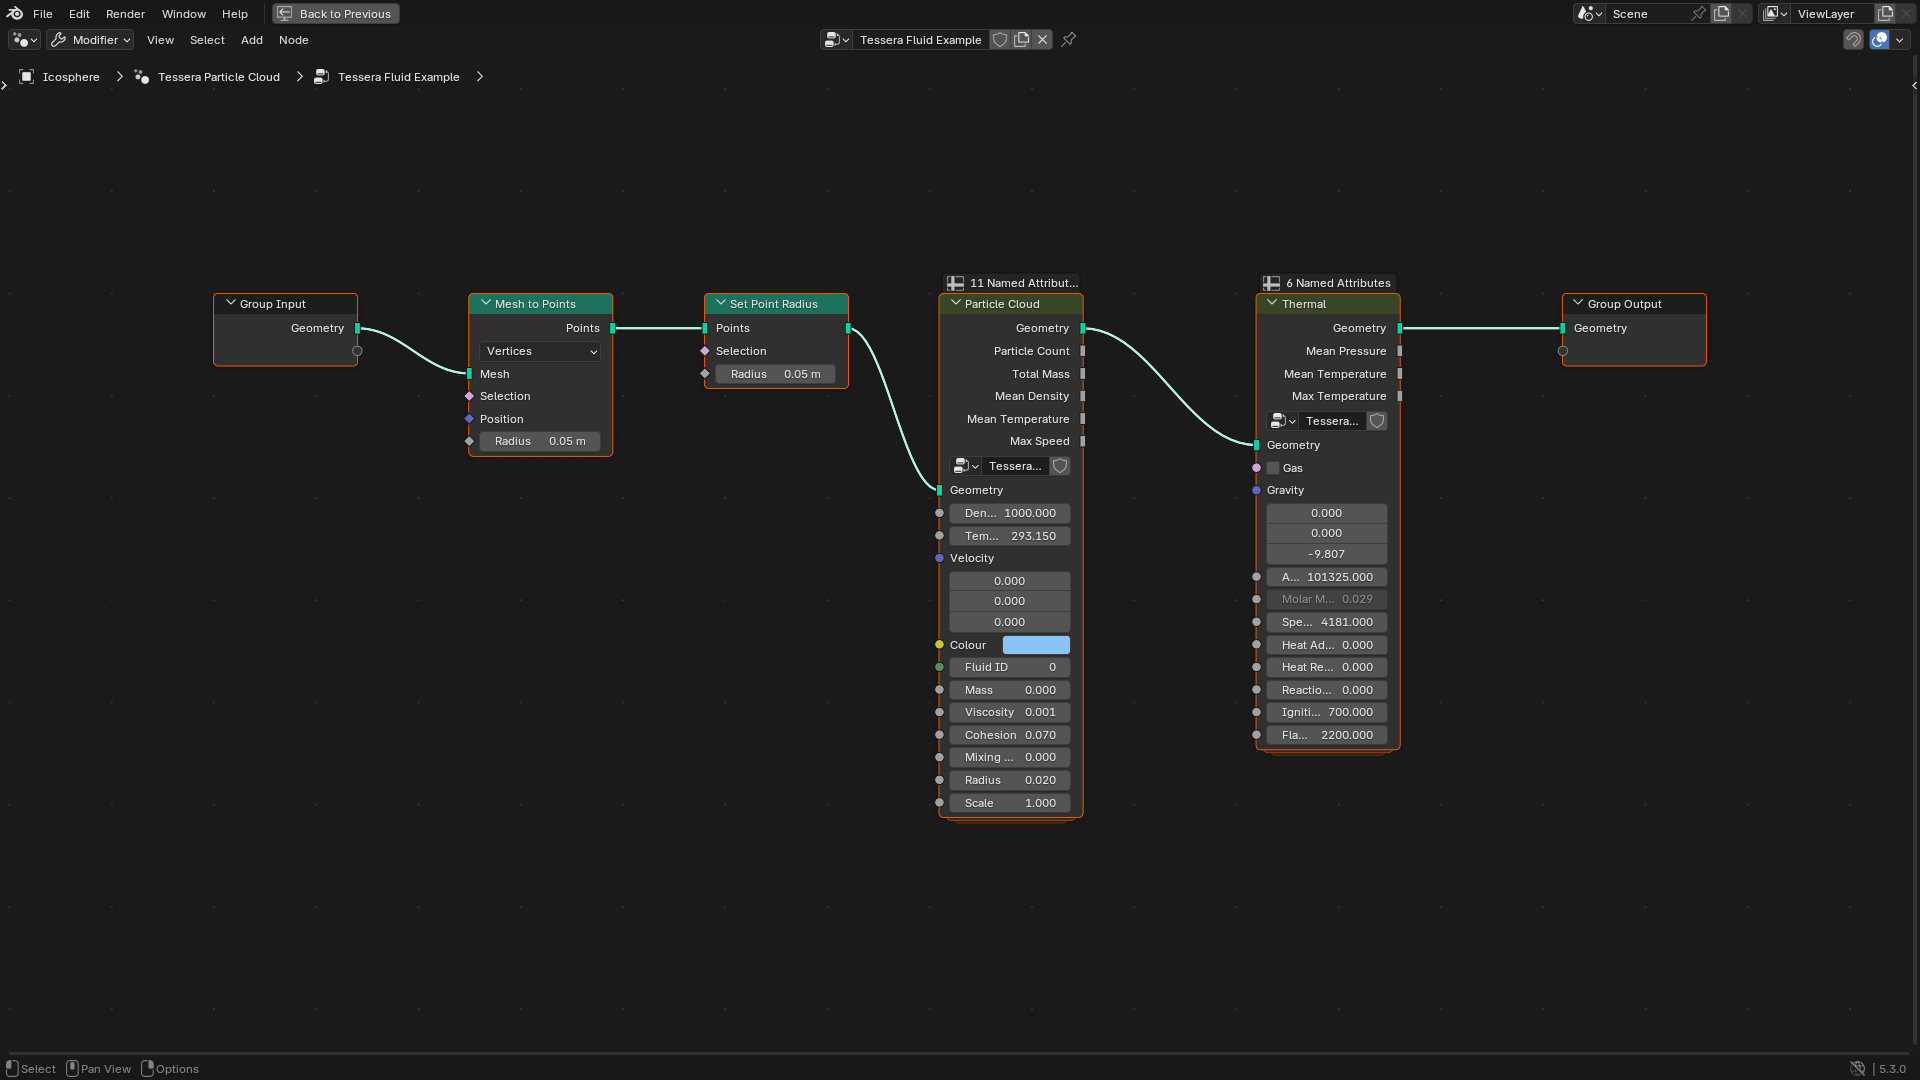 File Edit Render Window Help Back to Previous Scene ViewLayer
Modifier View Select Add Node Tessera Fluid Example
Icosphere Tessera Particle Cloud Tessera Fluid Example
Group Input
Geometry
Mesh to Points
Points
Vertices
Mesh
Selection
Position
Radius 0.05 m
Set Point Radius
Points
Selection
Radius 0.05 m
11 Named Attribut...
Particle Cloud
Geometry
Particle Count
Total Mass
Mean Density
Mean Temperature
Max Speed
Tessera...
Geometry
Den... 1000.000
Tem... 293.150
Velocity
0.000
0.000
0.000
Colour
Fluid ID 0
Mass 0.000
Viscosity 0.001
Cohesion 0.070
Mixing ... 0.000
Radius 0.020
Scale 1.000
6 Named Attributes
Thermal
Geometry
Mean Pressure
Mean Temperature
Max Temperature
Tessera...
Geometry
Gas
Gravity
0.000
0.000
-9.807
A... 101325.000
Molar M... 0.029
Spe... 4181.000
Heat Ad... 0.000
Heat Re... 0.000
Reactio... 0.000
Igniti... 700.000
Fla... 2200.000
Group Output
Geometry
Select Pan View Options 5.3.0